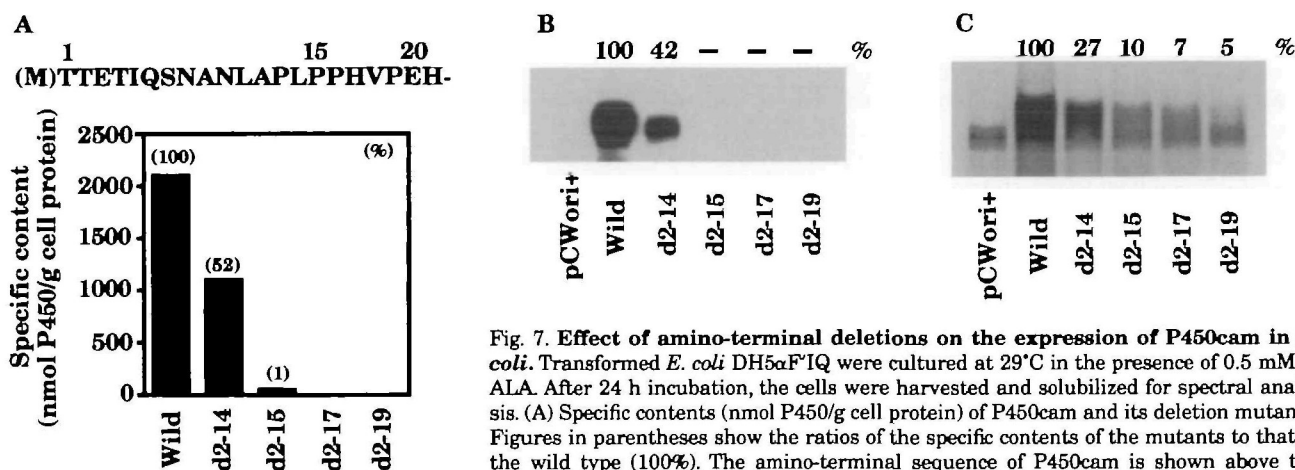 A
1 15 20
(M)TTETIQSNANLAPLPPHVPEH-
Specific content
(nmol P450/g cell protein)
2500
2000
1500
1000
500
0
(100)
(%)
(52)
(1)
Wild
d2-14
d2-15
d2-17
d2-19
B
100 42 — — — %
pCWori+
Wild
d2-14
d2-15
d2-17
d2-19
C
100 27 10 7 5 %
pCWori+
Wild
d2-14
d2-15
d2-17
d2-19
Fig. 7. Effect of amino-terminal deletions on the expression of P450cam in
coli. Transformed E. coli DH5αF'IQ were cultured at 29°C in the presence of 0.5 mM
ALA. After 24 h incubation, the cells were harvested and solubilized for spectral ana
sis. (A) Specific contents (nmol P450/g cell protein) of P450cam and its deletion mutan
Figures in parentheses show the ratios of the specific contents of the mutants to that
the wild type (100%). The amino-terminal sequence of P450cam is shown above t